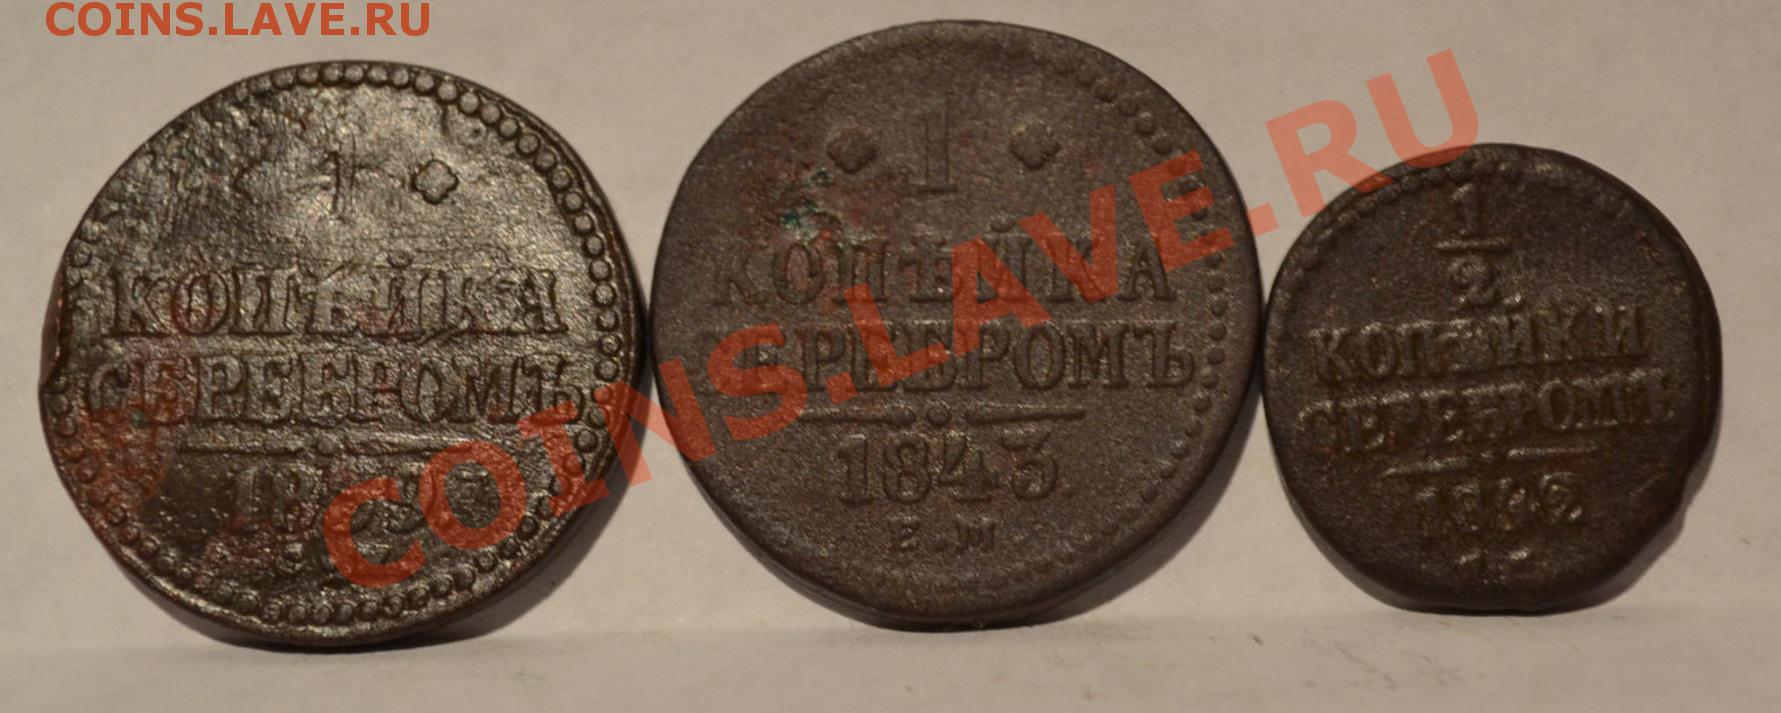 COINS.LAVE.RU
COINS.LAVE.RU
1
КОПѢЙКА
СЕРЕБРОМЪ
1
КОПѢЙКА
СЕРЕБРОМЪ
1843
Е.М.
1/2
КОПѢЙКИ
СЕРЕБРОМЪ